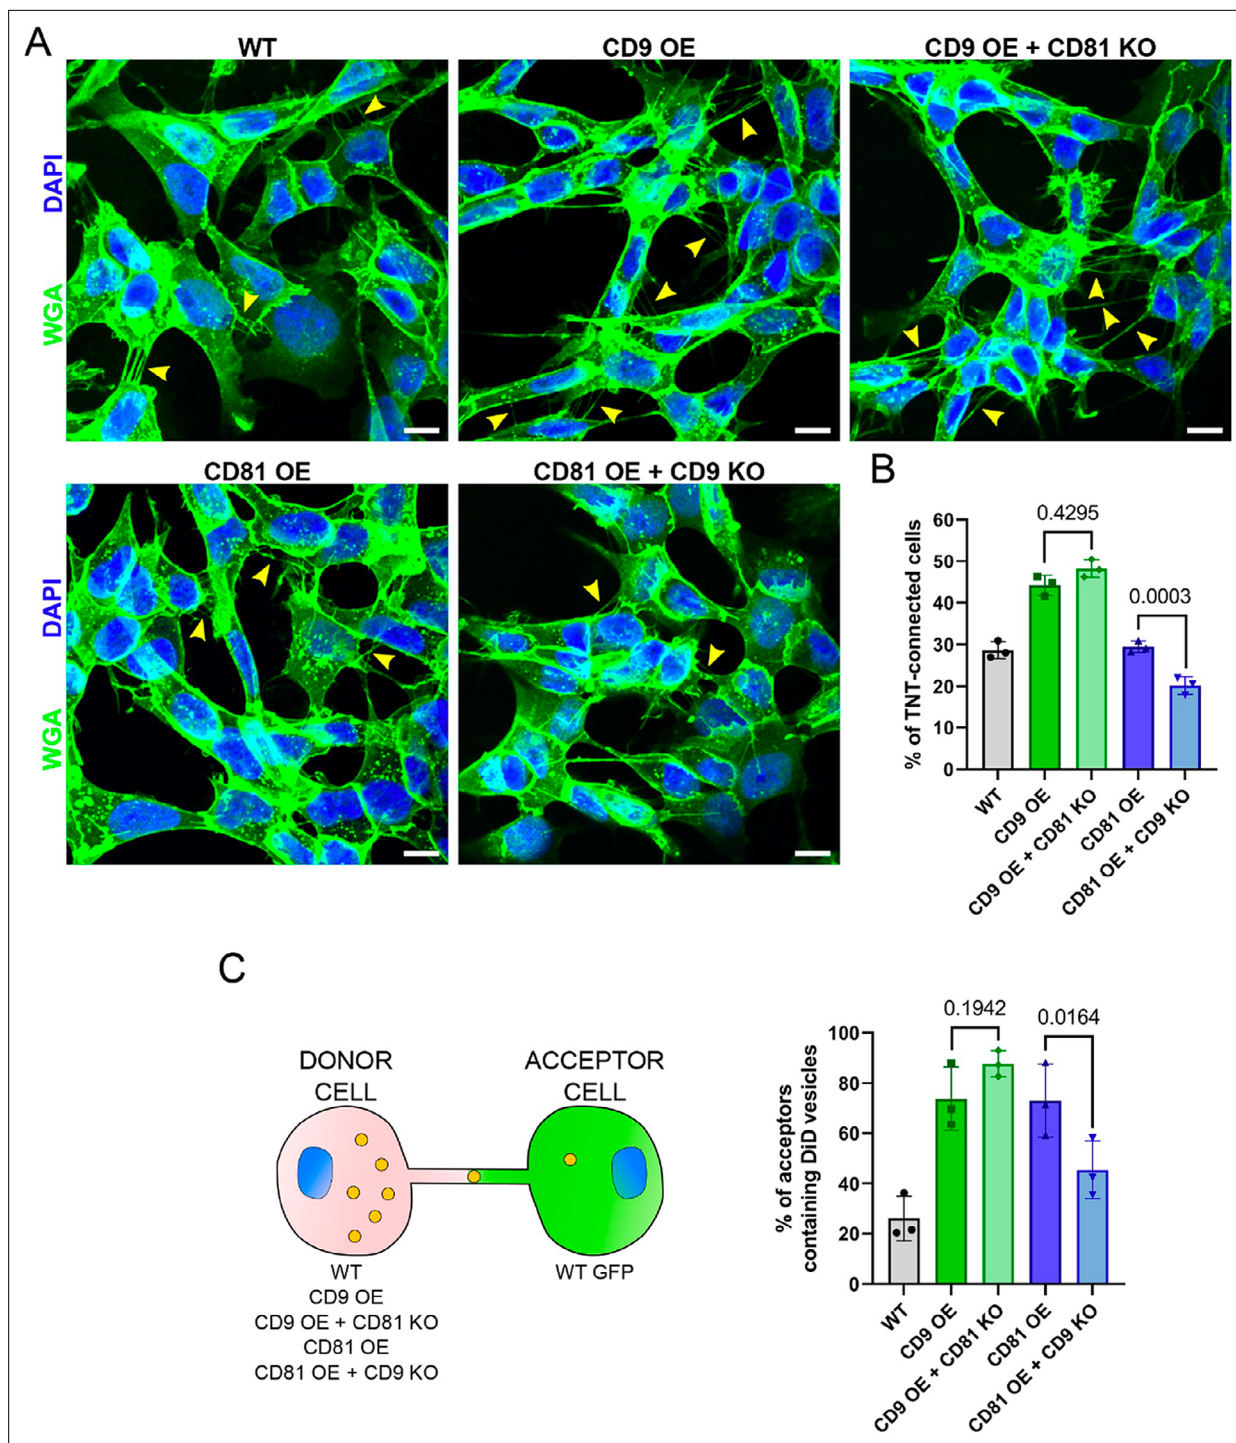 A
WT
CD9 OE
CD9 OE + CD81 KO
WGA DAPI
CD81 OE
CD81 OE + CD9 KO
WGA DAPI
B
% of TNT-connected cells
60
50
40
30
20
10
0
0.4295
0.0003
WT
CD9 OE
CD9 OE + CD81 KO
CD81 OE
CD81 OE + CD9 KO
C
DONOR
CELL
ACCEPTOR
CELL
WT
CD9 OE
CD9 OE + CD81 KO
CD81 OE
CD81 OE + CD9 KO
WT GFP
% of acceptors
containing DiD vesicles
100
80
60
40
20
0
0.1942
0.0164
WT
CD9 OE
CD9 OE + CD81 KO
CD81 OE
CD81 OE + CD9 KO